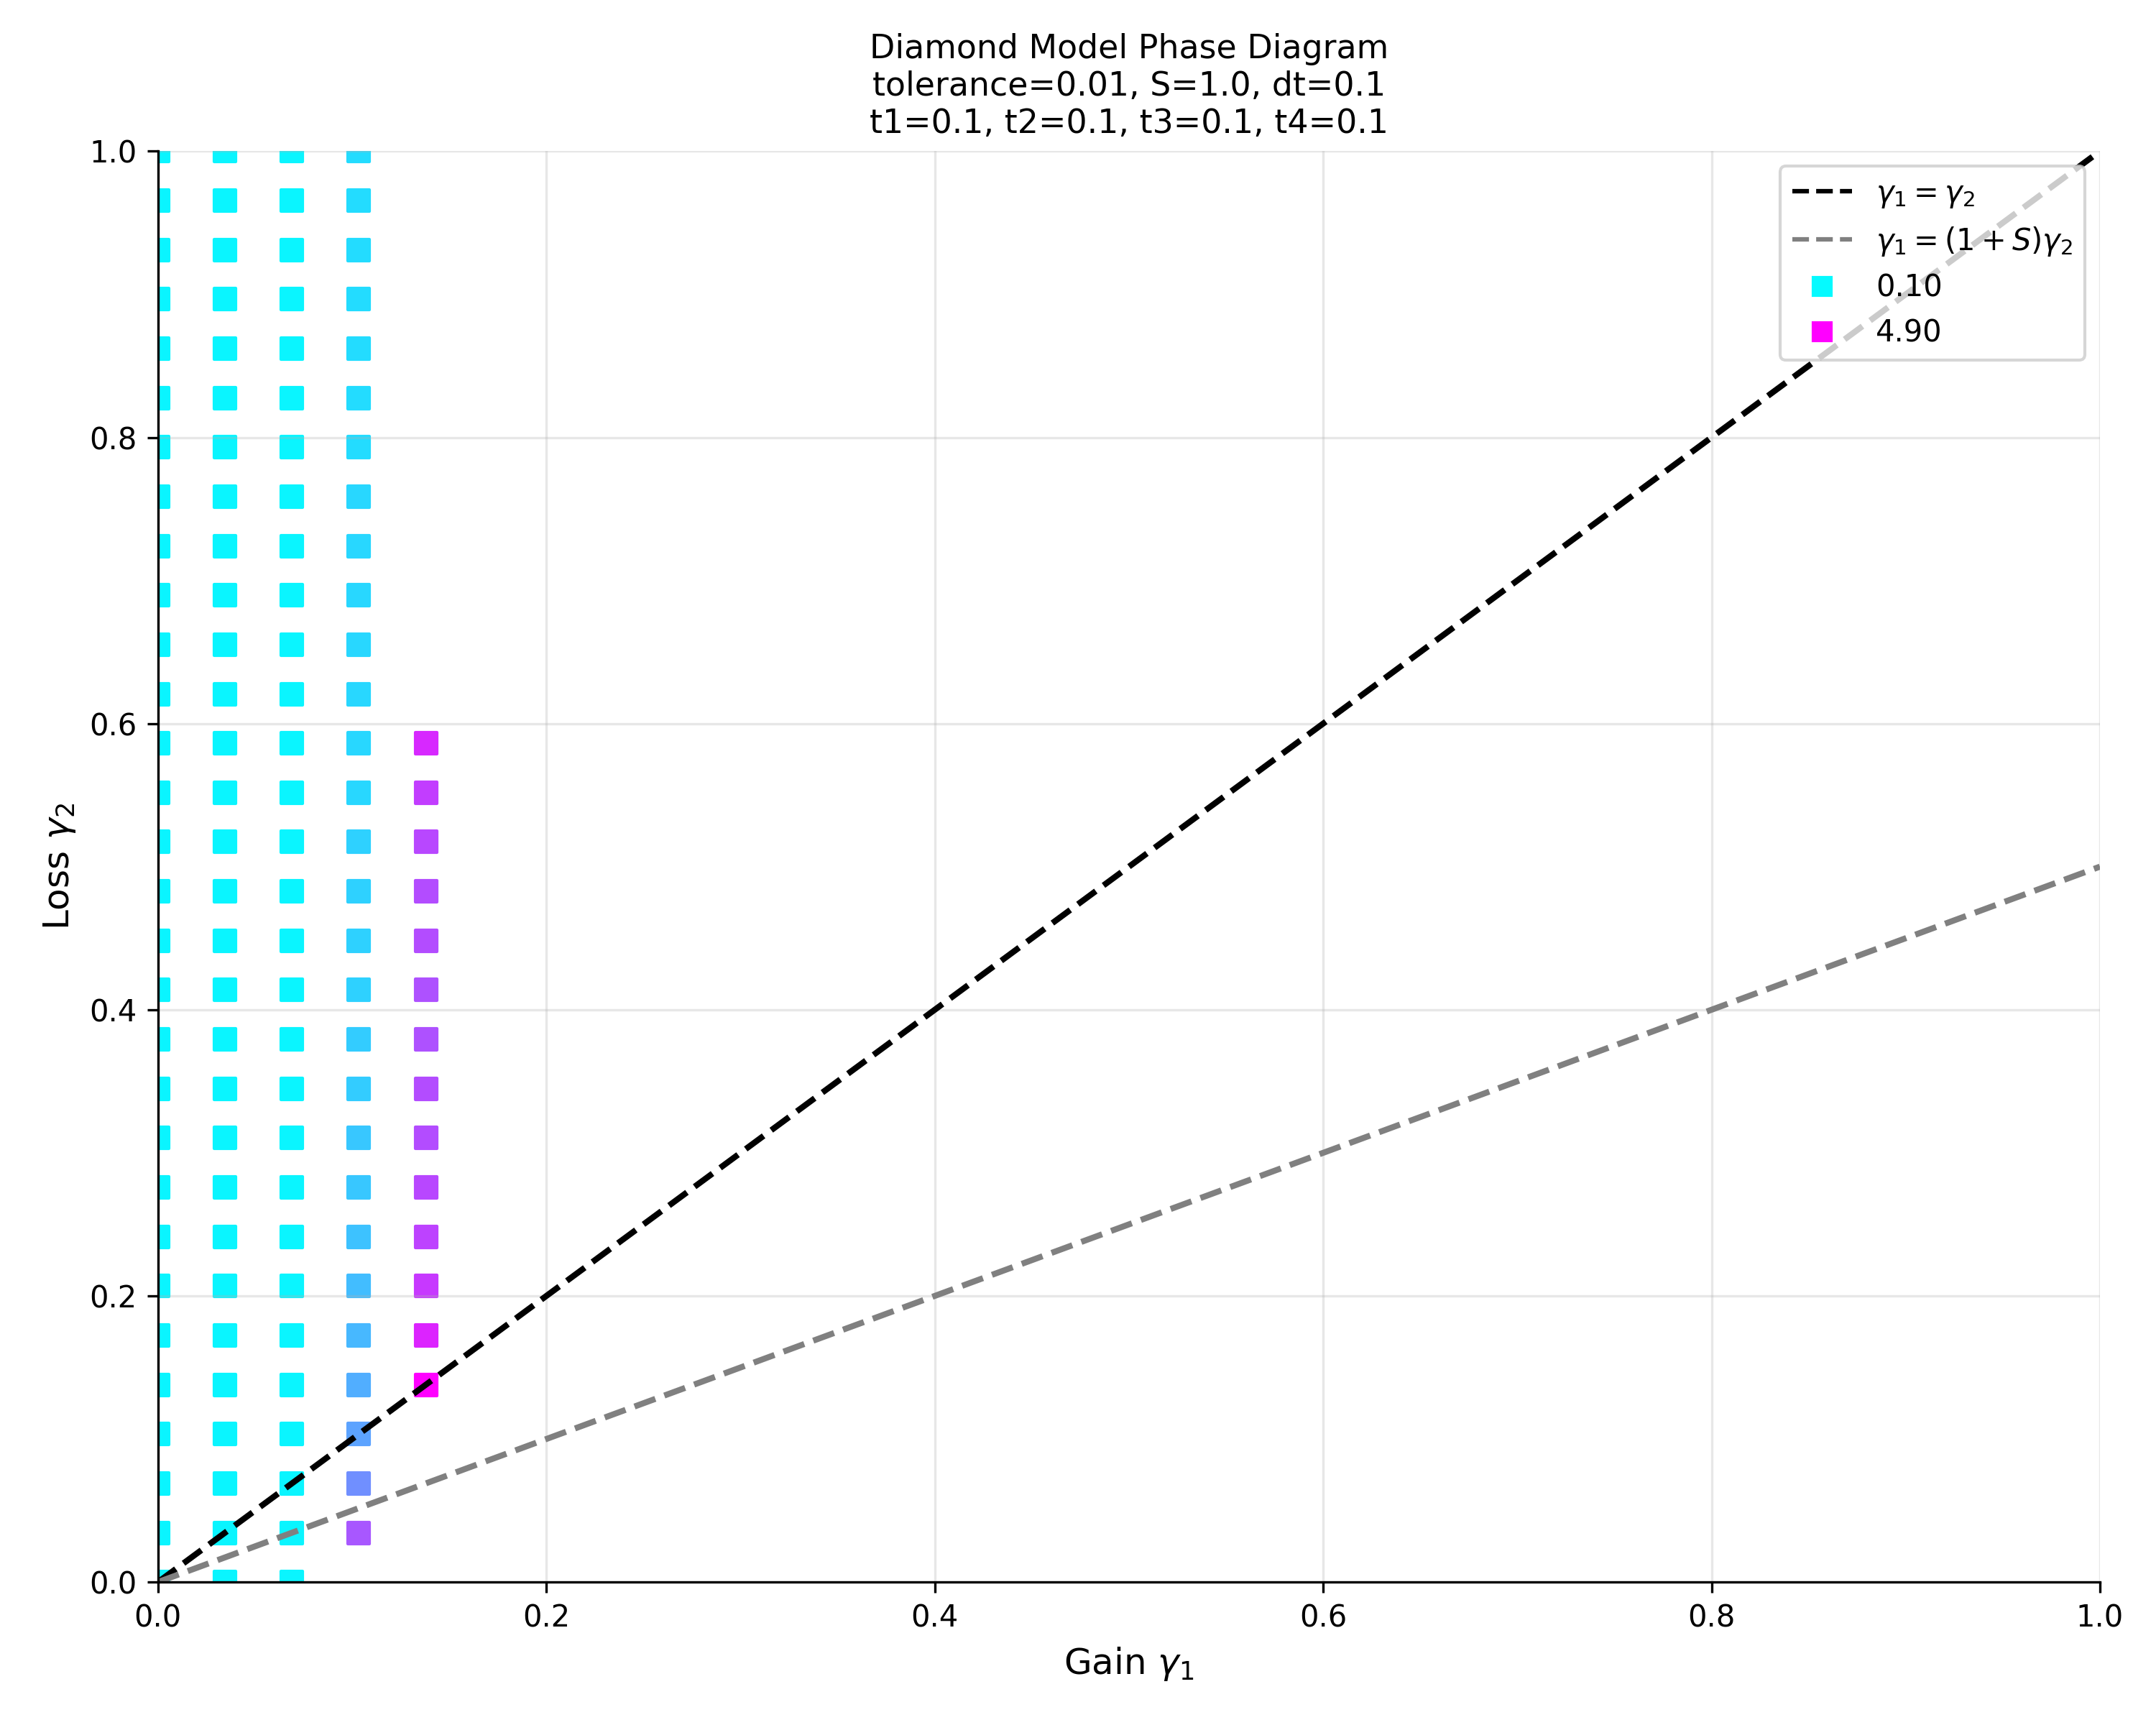 Diamond Model Phase Diagram
tolerance=0.01, S=1.0, dt=0.1
t1=0.1, t2=0.1, t3=0.1, t4=0.1
γ₁ = γ₂
γ₁ = (1 + S)γ₂
0.10
4.90
1.0
0.8
0.6
0.4
0.2
0.0
Loss γ₂
0.0 0.2 0.4 0.6 0.8 1.0
Gain γ₁